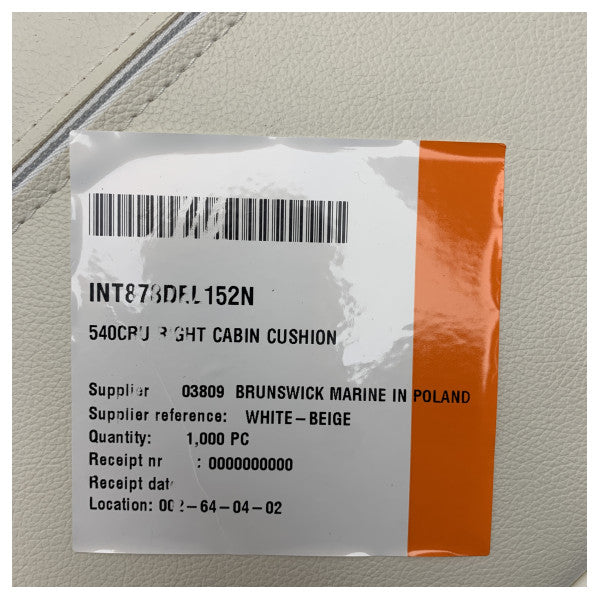 INT878DEL152N
540CRU RIGHT CABIN CUSHION
Supplier 03809 BRUNSWICK MARINE IN POLAND
Supplier reference: WHITE-BEIGE
Quantity: 1,000 PC
Receipt nr : 0000000000
Receipt date
Location: 002-64-04-02